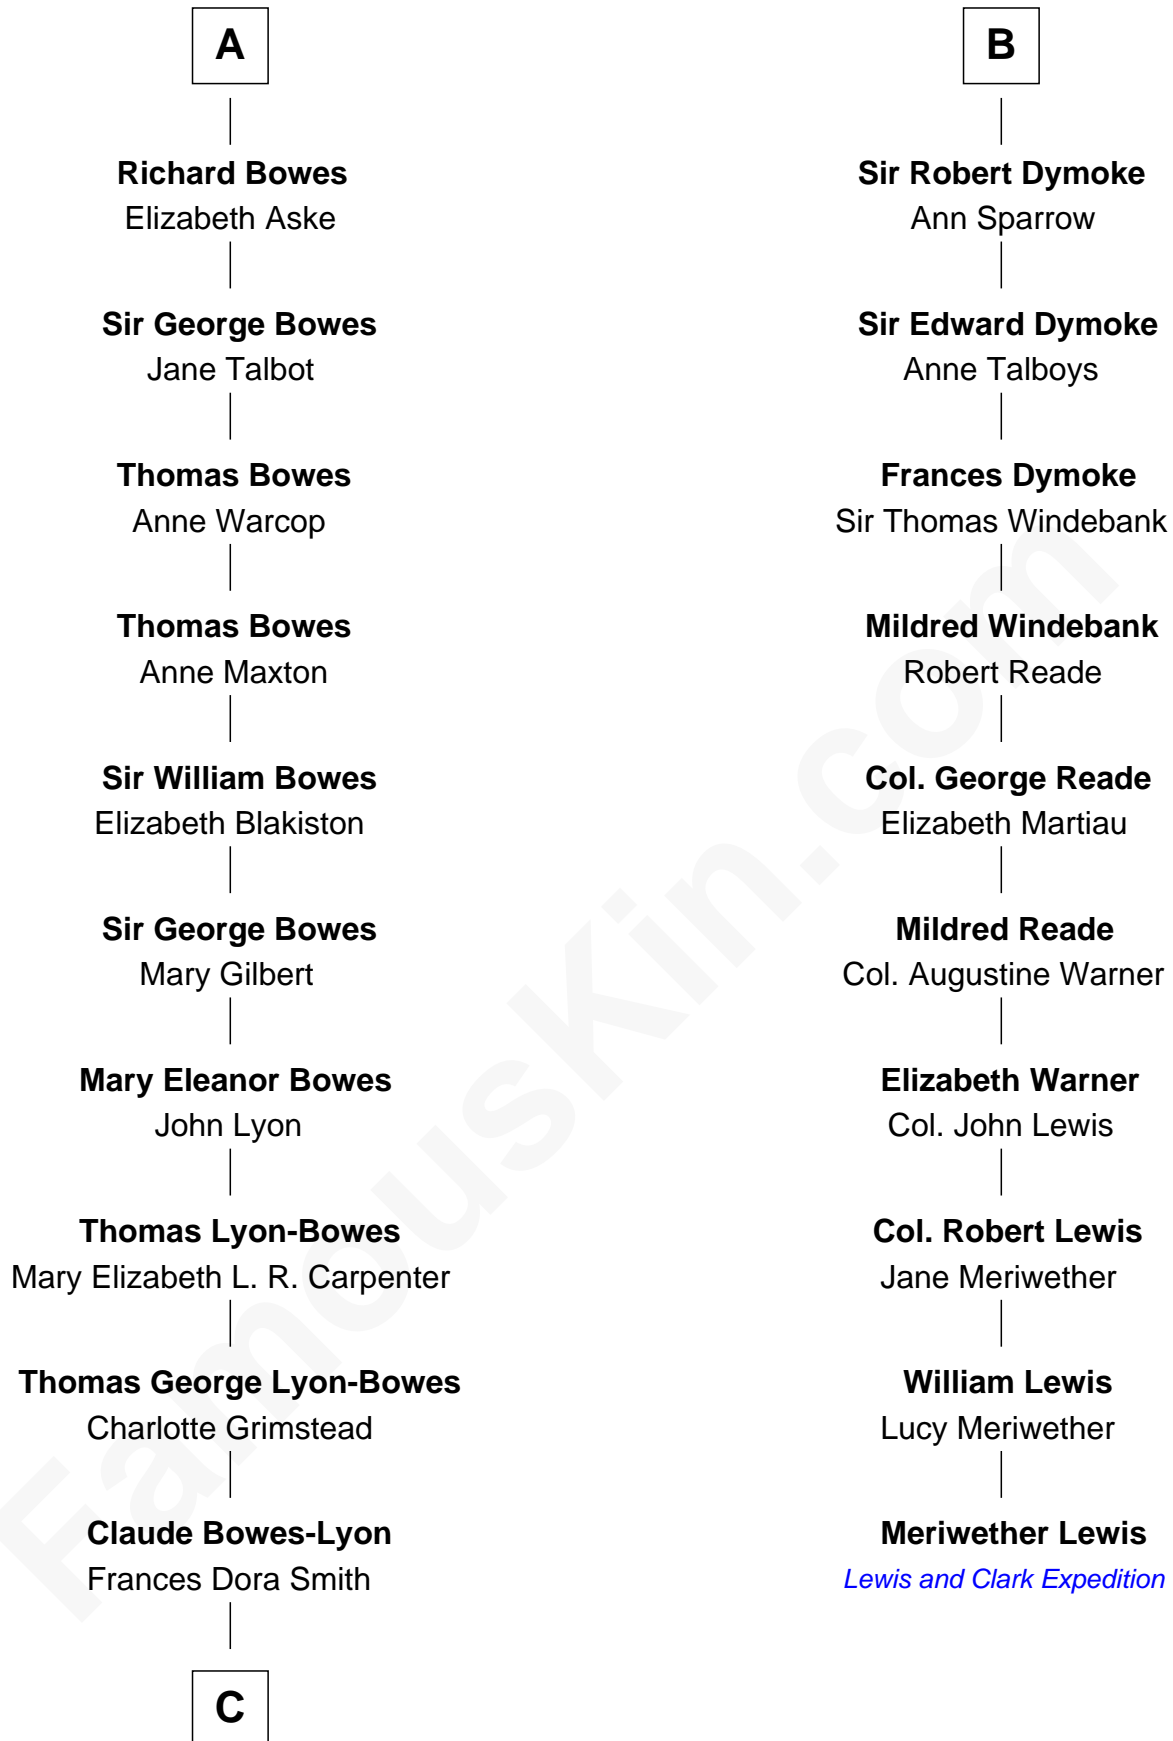 A
Richard Bowes
Elizabeth Aske
Sir George Bowes
Jane Talbot
Thomas Bowes
Anne Warcop
Thomas Bowes
Anne Maxton
Sir William Bowes
Elizabeth Blakiston
Sir George Bowes
Mary Gilbert
Mary Eleanor Bowes
John Lyon
Thomas Lyon-Bowes
Mary Elizabeth L. R. Carpenter
Thomas George Lyon-Bowes
Charlotte Grimstead
Claude Bowes-Lyon
Frances Dora Smith
C
B
Sir Robert Dymoke
Ann Sparrow
Sir Edward Dymoke
Anne Talboys
Frances Dymoke
Sir Thomas Windebank
Mildred Windebank
Robert Reade
Col. George Reade
Elizabeth Martiau
Mildred Reade
Col. Augustine Warner
Elizabeth Warner
Col. John Lewis
Col. Robert Lewis
Jane Meriwether
William Lewis
Lucy Meriwether
Meriwether Lewis
Lewis and Clark Expedition
FamousKin.com